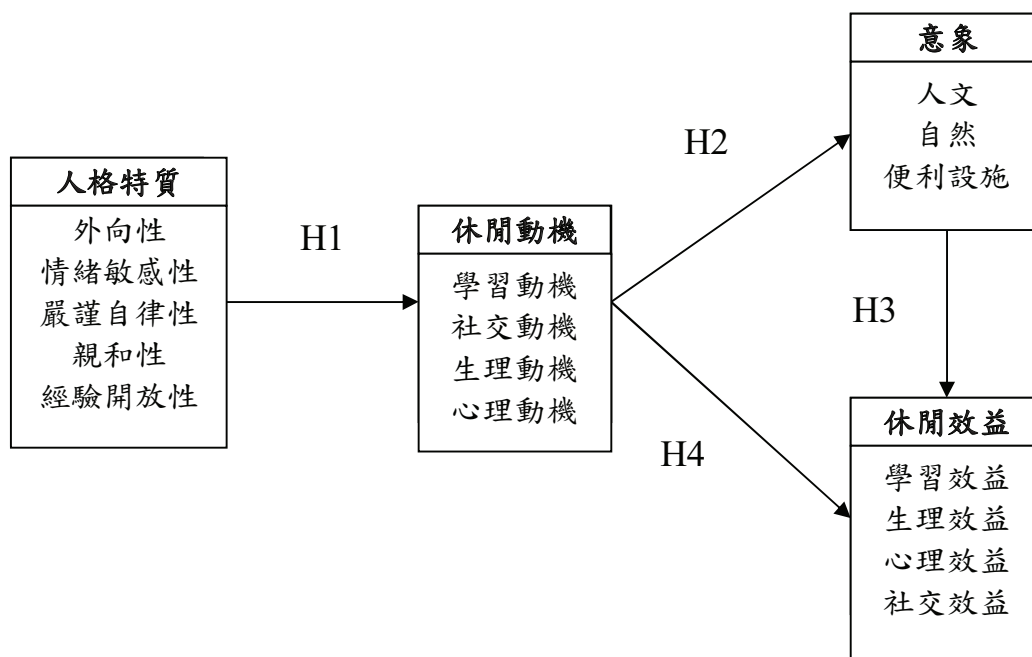 人格特質
外向性
情緒敏感性
嚴謹自律性
親和性
經驗開放性
H1
休閒動機
學習動機
社交動機
生理動機
心理動機
H2
意象
人文
自然
便利設施
H3
H4
休閒效益
學習效益
生理效益
心理效益
社交效益